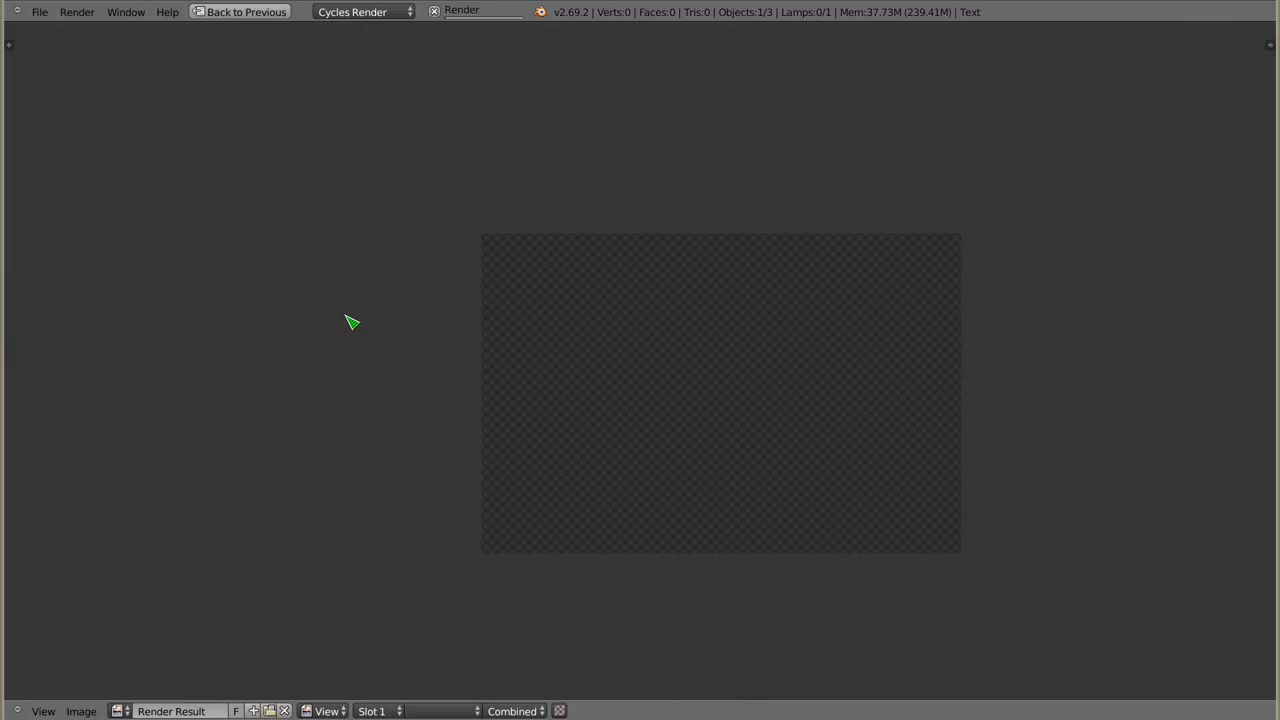 File Render Window Help Back to Previous Cycles Render Render v2.69.2 | Verts:0 | Faces:0 | Tris:0 | Objects:1/3 | Lamps:0/1 | Mem:37.73M (239.41M) | Text
View Image Render Result F View Slot 1 Combined